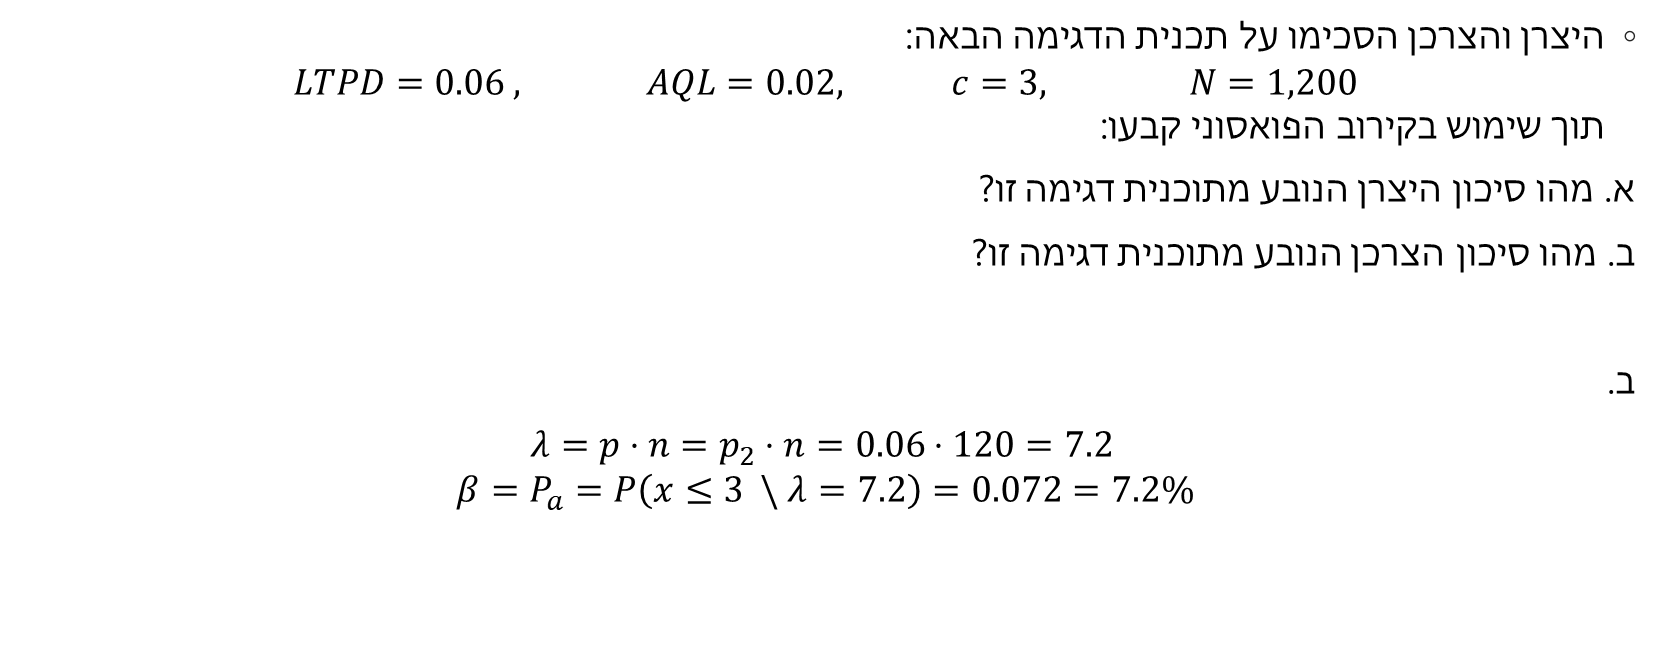 ◦ היצרן והצרכן הסכימו על תכנית הדגימה הבאה:
LTPD = 0.06 , AQL = 0.02, c = 3, N = 1,200
תוך שימוש בקירוב הפואסוני קבעו:
א. מהו סיכון היצרן הנובע מתוכנית דגימה זו?
ב. מהו סיכון הצרכן הנובע מתוכנית דגימה זו?
ב.
λ = p · n = p₂ · n = 0.06 · 120 = 7.2
β = Pₐ = P(x ≤ 3 \ λ = 7.2) = 0.072 = 7.2%